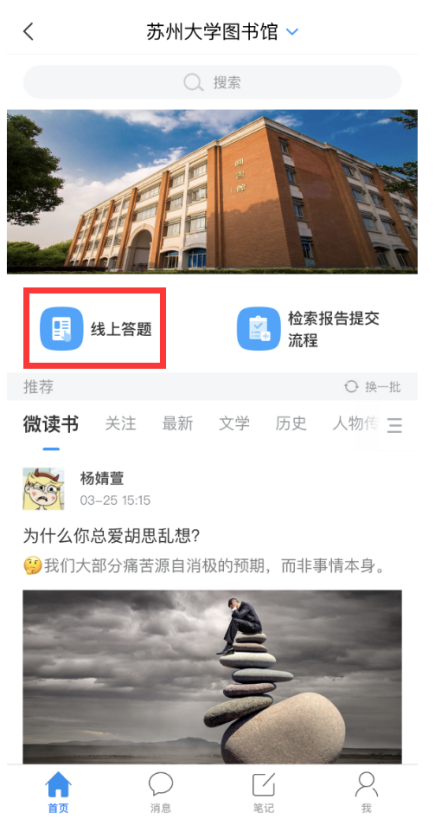 苏州大学图书馆
搜索
线上答题
检索报告提交
流程
推荐
换一批
微读书 关注 最新 文学 历史 人物传
杨婧萱
03-25 15:15
为什么你总爱胡思乱想?
🤔我们大部分痛苦源自消极的预期，而非事情本身。
首页 消息 笔记 我